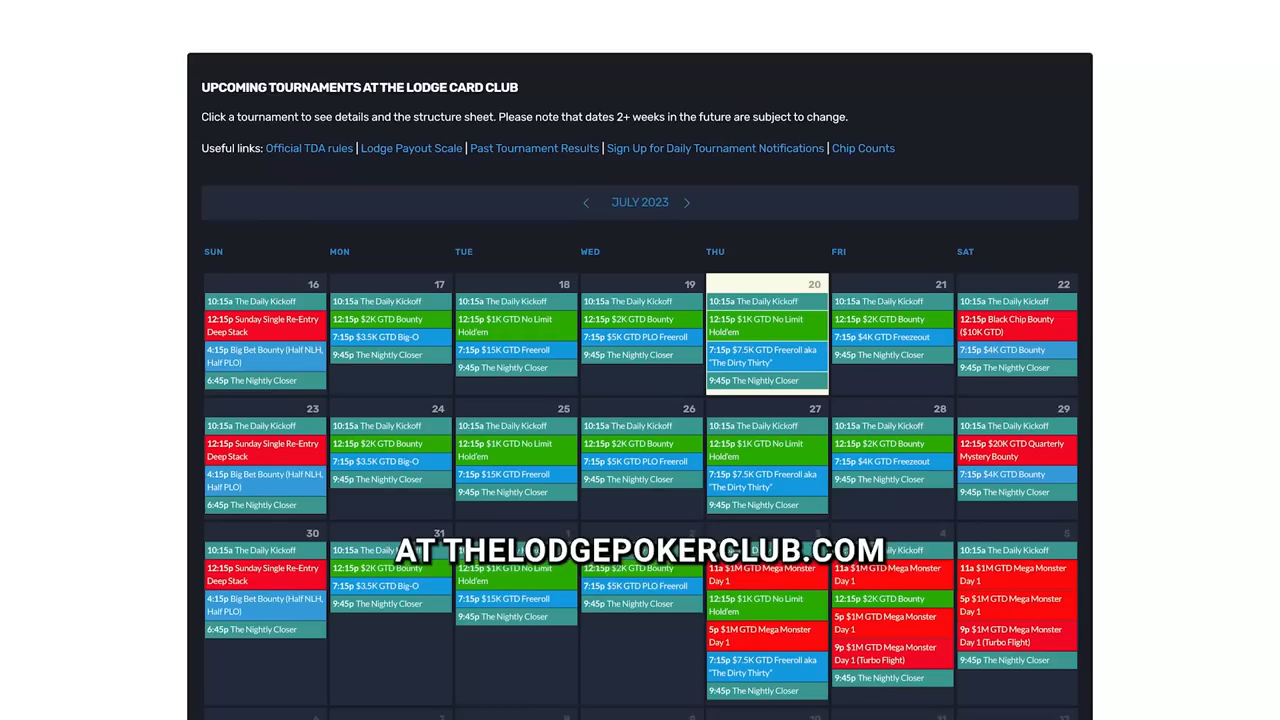 UPCOMING TOURNAMENTS AT THE LODGE CARD CLUB
Click a tournament to see details and the structure sheet. Please note that dates 2+ weeks in the future are subject to change.
Useful links: Official TDA rules | Lodge Payout Scale | Past Tournament Results | Sign Up for Daily Tournament Notifications | Chip Counts
JULY 2023
SUN MON TUE WED THU FRI SAT
16
10:15a The Daily Kickoff
12:15p Sunday Single Re-Entry
Deep Stack
4:15p Big Bet Bounty (Half NLH,
Half PLO)
6:45p The Nightly Closer
17
10:15a The Daily Kickoff
12:15p $2K GTD Bounty
7:15p $3.5K GTD Big-O
9:45p The Nightly Closer
18
10:15a The Daily Kickoff
12:15p $1K GTD No Limit
Hold'em
7:15p $15K Freeroll
9:45p The Nightly Closer
19
10:15a The Daily Kickoff
12:15p $2K GTD Bounty
7:15p $5K GTD PLO Freeroll
9:45p The Nightly Closer
20
10:15a The Daily Kickoff
12:15p $1K GTD No Limit
Hold'em
7:15p $7.5K GTD Freeroll aka
"The Dirty Thirty"
9:45p The Nightly Closer
21
10:15a The Daily Kickoff
12:15p $2K GTD Bounty
7:15p $4K GTD Freezeout
9:45p The Nightly Closer
22
10:15a The Daily Kickoff
12:15p Black Chip Bounty
($10K GTD)
7:15p $4K GTD Bounty
9:45p The Nightly Closer
23
10:15a The Daily Kickoff
12:15p Sunday Single Re-Entry
Deep Stack
4:15p Big Bet Bounty (Half NLH,
Half PLO)
6:45p The Nightly Closer
24
10:15a The Daily Kickoff
12:15p $2K GTD Bounty
7:15p $3.5K GTD Big-O
9:45p The Nightly Closer
25
10:15a The Daily Kickoff
12:15p $1K GTD No Limit
Hold'em
7:15p $15K Freeroll
9:45p The Nightly Closer
26
10:15a The Daily Kickoff
12:15p $2K GTD Bounty
7:15p $5K GTD PLO Freeroll
9:45p The Nightly Closer
27
10:15a The Daily Kickoff
12:15p $1K GTD No Limit
Hold'em
7:15p $7.5K GTD Freeroll aka
"The Dirty Thirty"
9:45p The Nightly Closer
28
10:15a The Daily Kickoff
12:15p $2K GTD Bounty
7:15p $4K GTD Freezeout
9:45p The Nightly Closer
29
10:15a The Daily Kickoff
12:15p $20K GTD Quarterly
Mystery Bounty
7:15p $4K GTD Bounty
9:45p The Nightly Closer
30
10:15a The Daily Kickoff
12:15p Sunday Single Re-Entry
Deep Stack
4:15p Big Bet Bounty (Half NLH,
Half PLO)
6:45p The Nightly Closer
31
12:15p $2K GTD Bounty
7:15p $3.5K GTD Big-O
9:45p The Nightly Closer
AT THELODGEPOKERCLUB.COM
1
12:15p $1K GTD No Limit
Hold'em
7:15p $15K Freeroll
9:45p The Nightly Closer
2
12:15p $2K GTD Bounty
7:15p $5K GTD PLO Freeroll
9:45p The Nightly Closer
3
11a $1M GTD Mega Monster
Day 1
12:15p $1K GTD No Limit
Hold'em
5p $1M GTD Mega Monster
Day 1
7:15p $7.5K GTD Freeroll aka
"The Dirty Thirty"
9:45p The Nightly Closer
4
The Daily Kickoff
11a $1M GTD Mega Monster
Day 1
12:15p $2K GTD Bounty
5p $1M GTD Mega Monster
Day 1
9p $1M GTD Mega Monster
Day 1 (Turbo Flight)
9:45p The Nightly Closer
5
10:15a The Daily Kickoff
11a $1M GTD Mega Monster
Day 1
5p $1M GTD Mega Monster
Day 1
9p $1M GTD Mega Monster
Day 1 (Turbo Flight)
9:45p The Nightly Closer